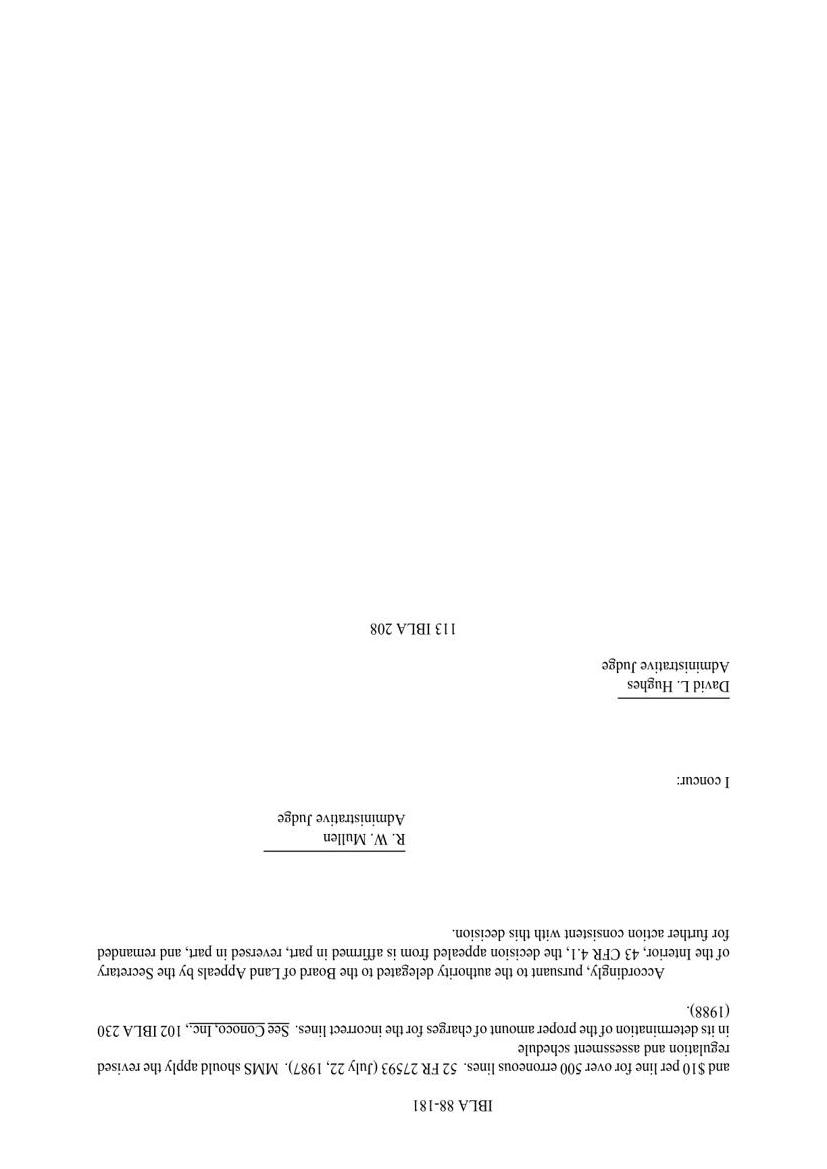 IBLA 88-181
and $10 per line for over 500 erroneous lines. 52 FR 27593 (July 22, 1987). MMS should apply the revised
regulation and assessment schedule
in its determination of the proper amount of charges for the incorrect lines. See Conoco, Inc., 102 IBLA 230
(1988).
Accordingly, pursuant to the authority delegated to the Board of Land Appeals by the Secretary
of the Interior, 43 CFR 4.1, the decision appealed from is affirmed in part, reversed in part, and remanded
for further action consistent with this decision.
R. W. Mullen
Administrative Judge
I concur:
David L. Hughes
Administrative Judge
113 IBLA 208